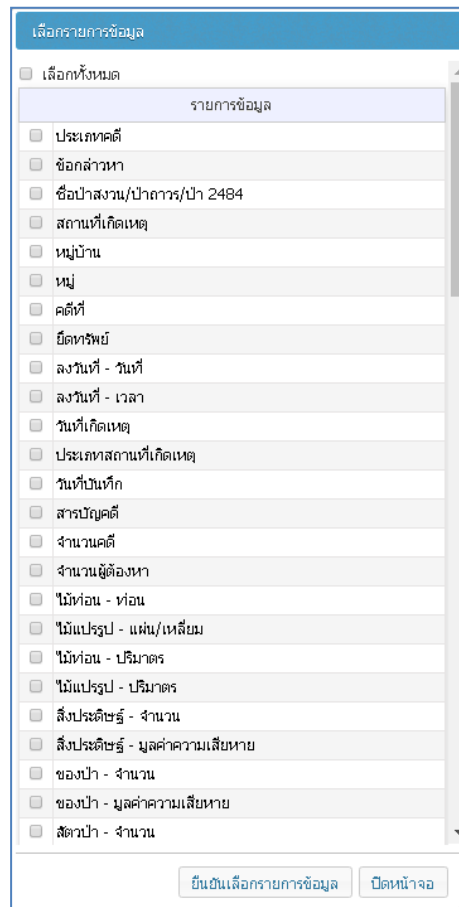 เลือกรายการข้อมูล
เลือกทั้งหมด
รายการข้อมูล
ประเภทคดี
ข้อกล่าวหา
ชื่อป่าสงวน/ป่าถาวร/ป่า 2484
สถานที่เกิดเหตุ
หมู่บ้าน
หมู่
คดีที่
ยึดทรัพย์
ลงวันที่ - วันที่
ลงวันที่ - เวลา
วันที่เกิดเหตุ
ประเภทสถานที่เกิดเหตุ
วันที่บันทึก
สารบัญคดี
จำนวนคดี
จำนวนผู้ต้องหา
ไม้ท่อน - ท่อน
ไม้แปรรูป - แผ่น/เหลี่ยม
ไม้ท่อน - ปริมาตร
ไม้แปรรูป - ปริมาตร
สิ่งประดิษฐ์ - จำนวน
สิ่งประดิษฐ์ - มูลค่าความเสียหาย
ของป่า - จำนวน
ของป่า - มูลค่าความเสียหาย
สัตวป่า - จำนวน
ยืนยันเลือกรายการข้อมูล ปิดหน้าจอ